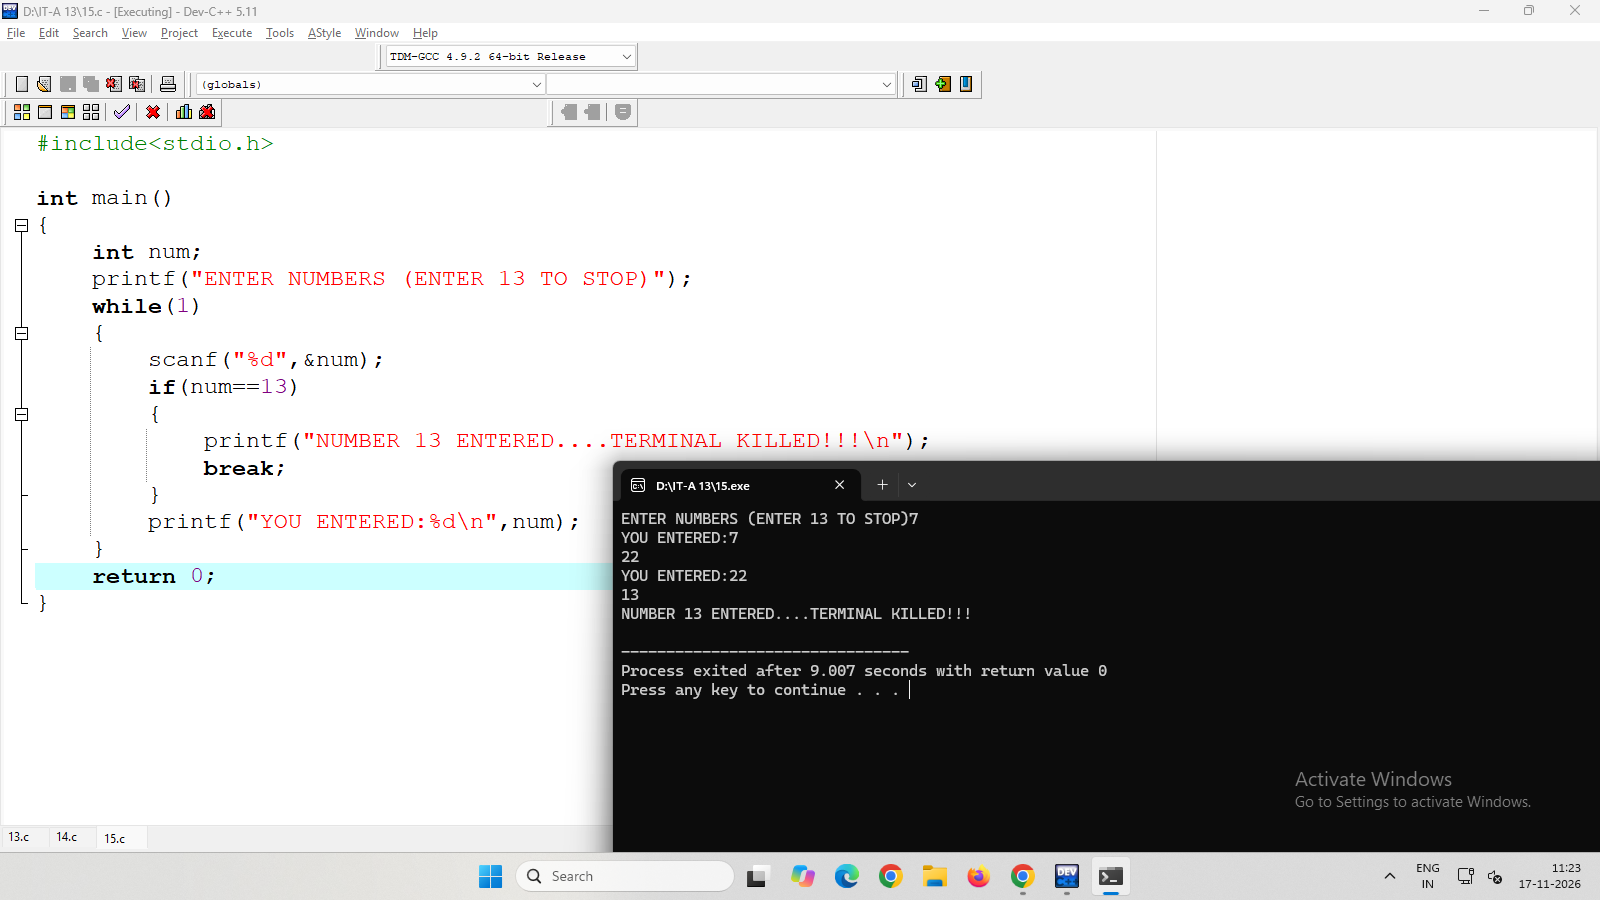 D:\IT-A 13\15.c - [Executing] - Dev-C++ 5.11
File Edit Search View Project Execute Tools AStyle Window Help
TDM-GCC 4.9.2 64-bit Release
(globals)
#include<stdio.h>
int main()
{
int num;
printf("ENTER NUMBERS (ENTER 13 TO STOP)");
while(1)
{
scanf("%d",&num);
if(num==13)
{
printf("NUMBER 13 ENTERED....TERMINAL KILLED!!!\n");
break;
}
printf("YOU ENTERED:%d\n",num);
}
return 0;
}
D:\IT-A 13\15.exe
ENTER NUMBERS (ENTER 13 TO STOP)7
YOU ENTERED:7
22
YOU ENTERED:22
13
NUMBER 13 ENTERED....TERMINAL KILLED!!!
--------------------------------
Process exited after 9.007 seconds with return value 0
Press any key to continue . . .
Activate Windows
Go to Settings to activate Windows.
13.c 14.c 15.c
Search
DEV
ENG
IN
11:23
17-11-2026